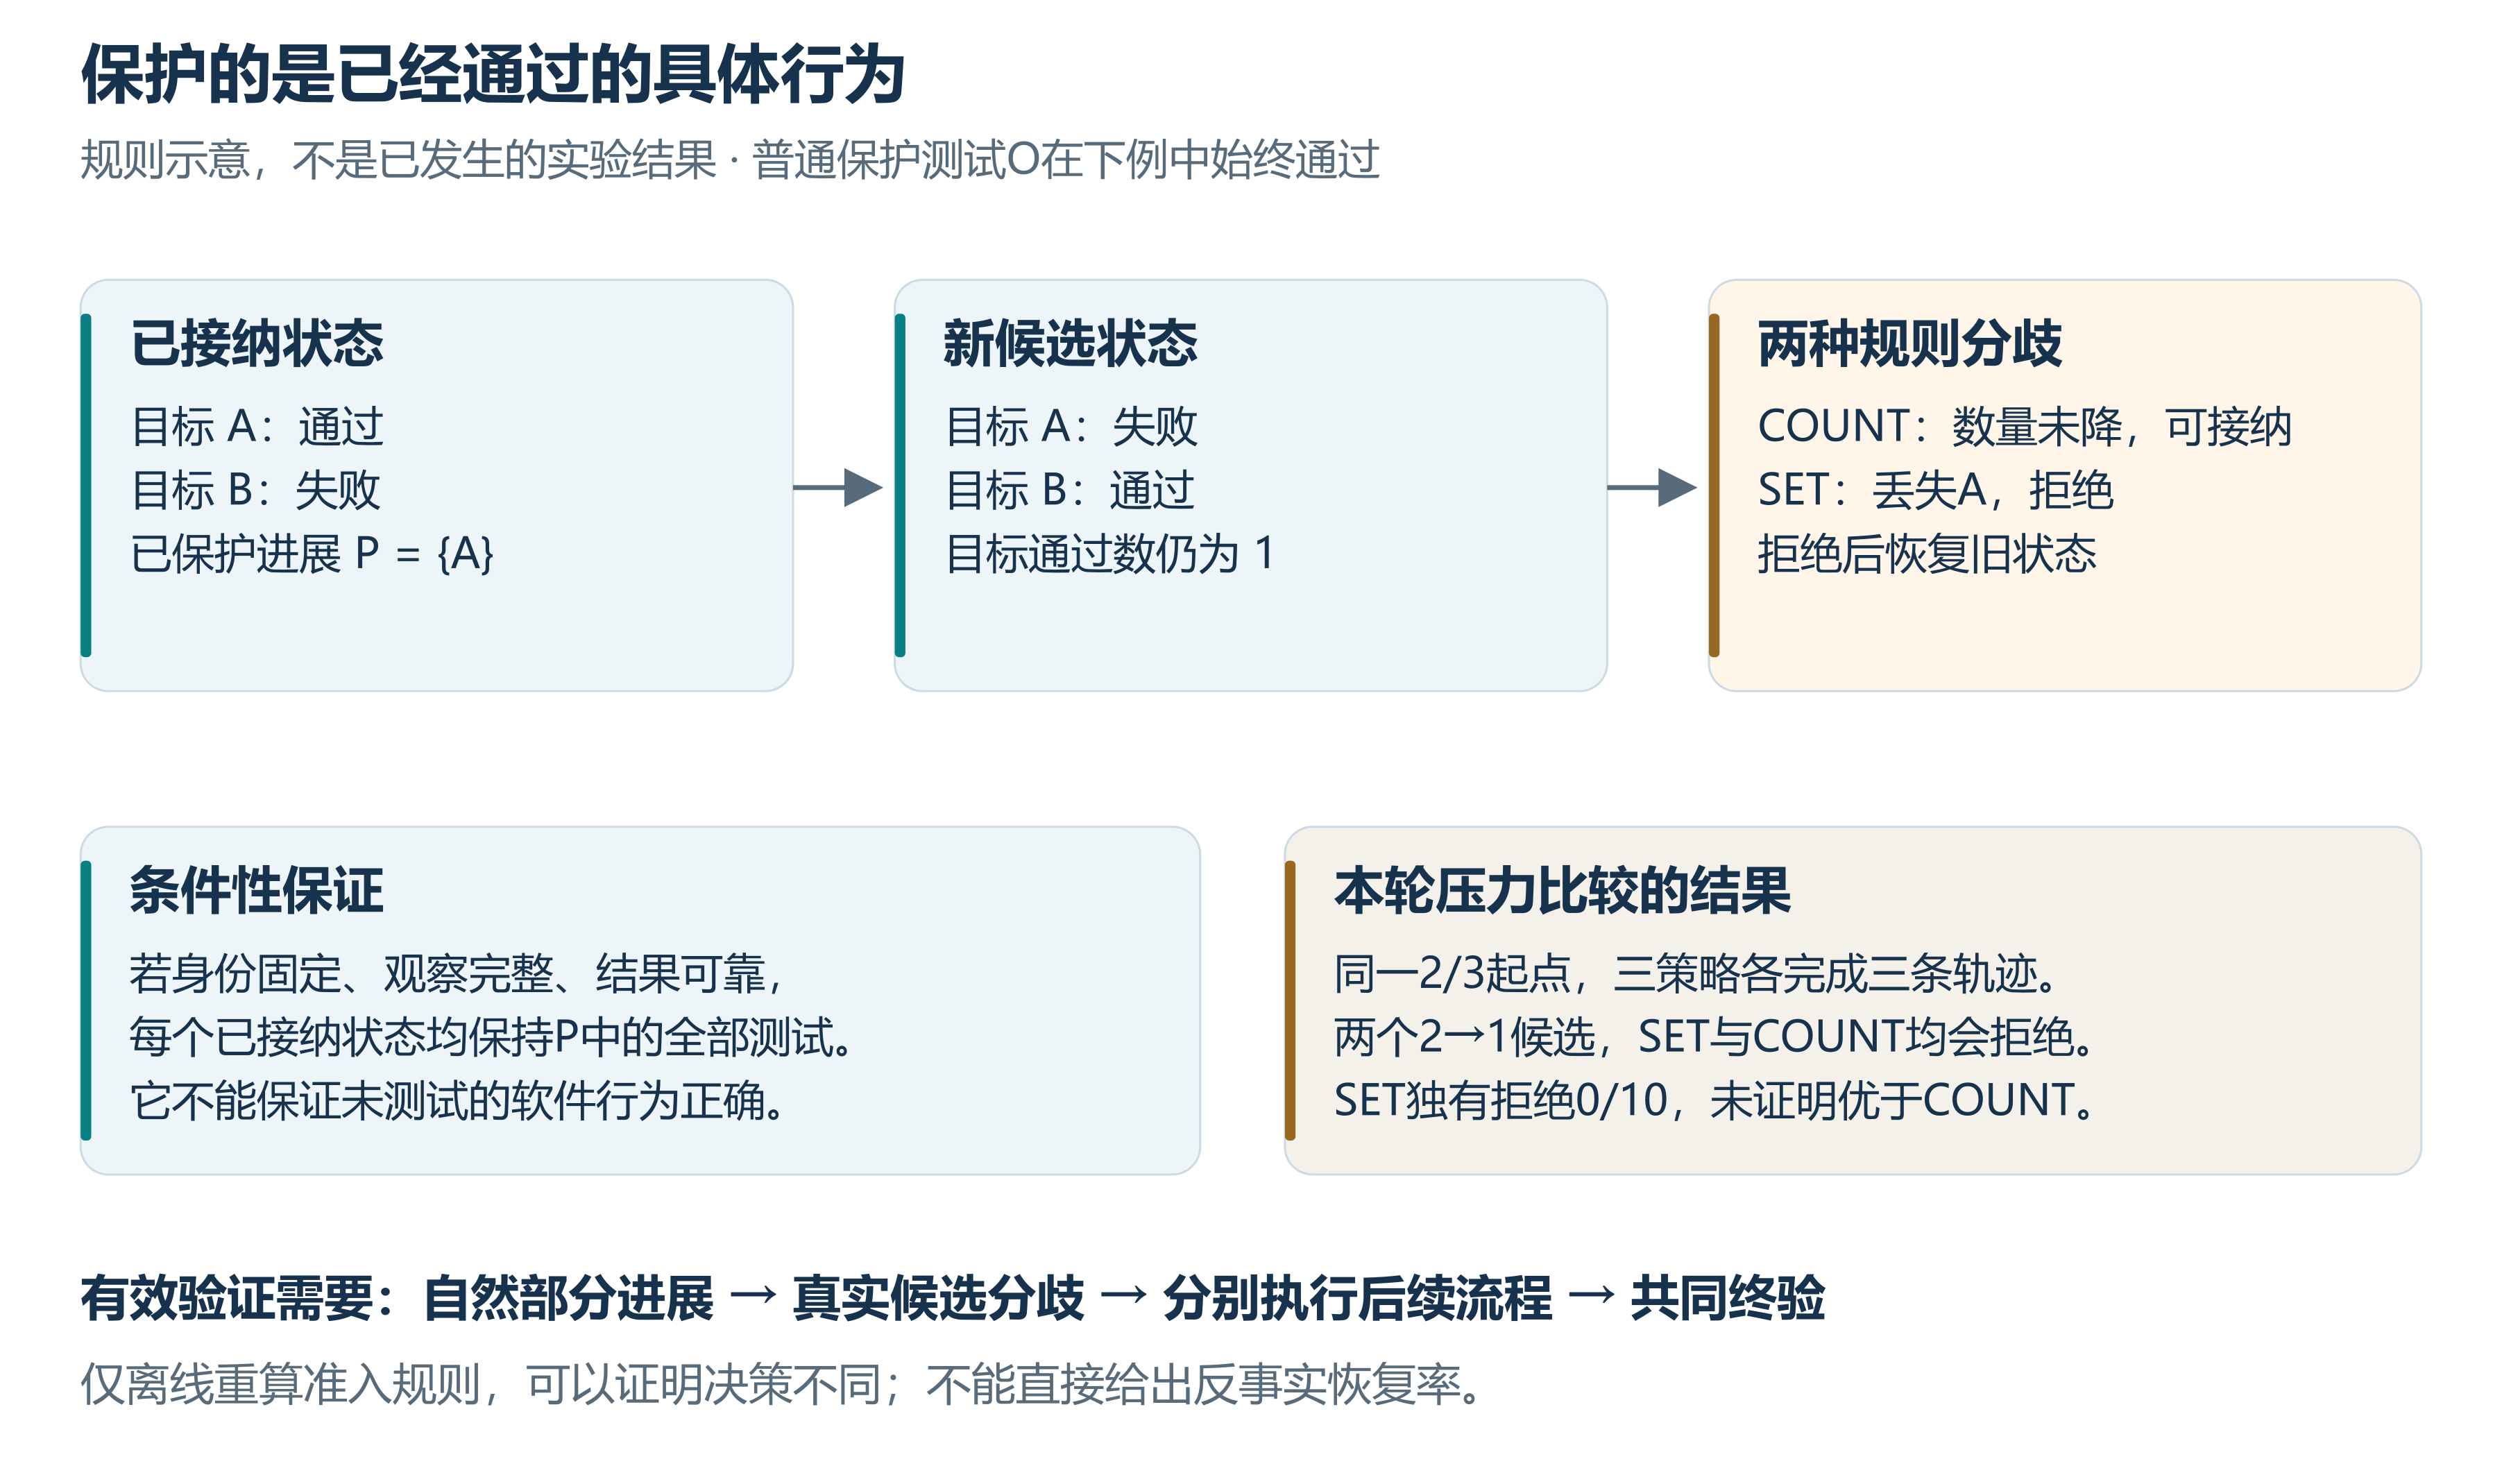 保护的是已经通过的具体行为
规则示意，不是已发生的实验结果 · 普通保护测试O在下例中始终通过
已接纳状态
目标 A：通过
目标 B：失败
已保护进展 P = {A}
新候选状态
目标 A：失败
目标 B：通过
目标通过数仍为 1
两种规则分歧
COUNT：数量未降，可接纳
SET：丢失A，拒绝
拒绝后恢复旧状态
条件性保证
若身份固定、观察完整、结果可靠，
每个已接纳状态均保持P中的全部测试。
它不能保证未测试的软件行为正确。
本轮压力比较的结果
同一2/3起点，三策略各完成三条轨迹。
两个2→1候选，SET与COUNT均会拒绝。
SET独有拒绝0/10，未证明优于COUNT。
有效验证需要：自然部分进展 → 真实候选分歧 → 分别执行后续流程 → 共同终验
仅离线重算准入规则，可以证明决策不同；不能直接给出反事实恢复率。